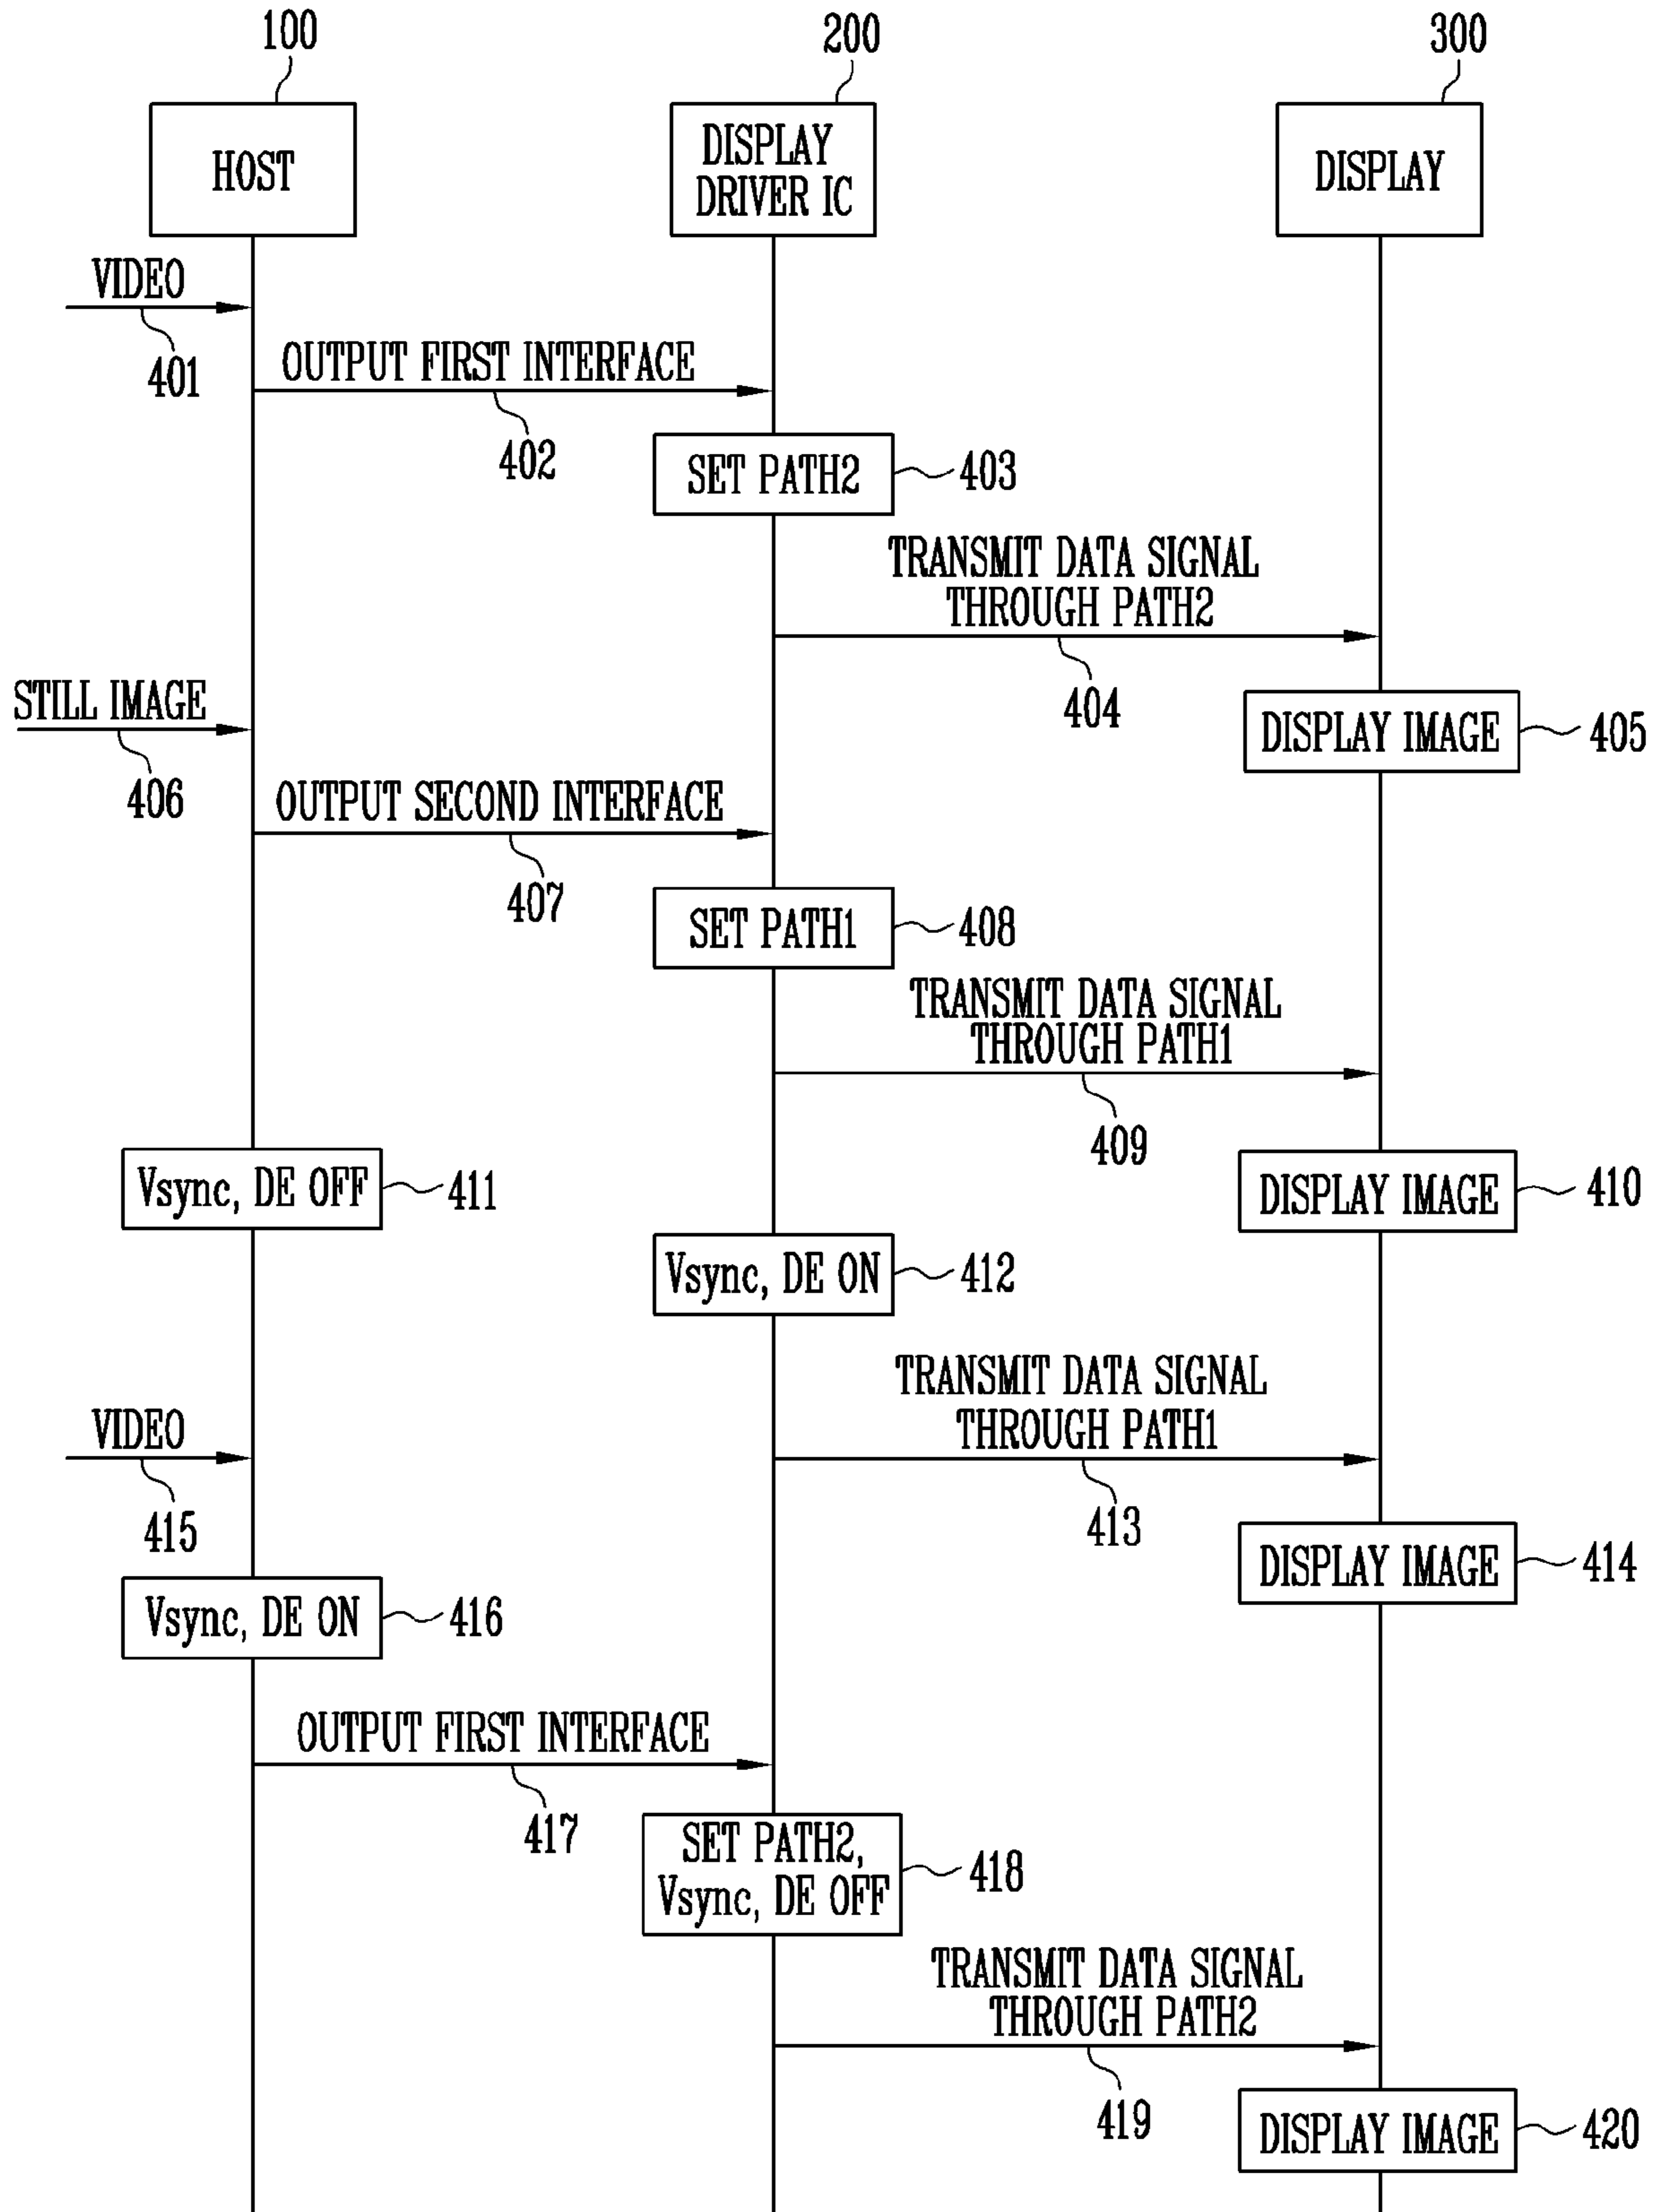 100
200
300
HOST
DISPLAY
DRIVER IC
DISPLAY
VIDEO
401
OUTPUT FIRST INTERFACE
402
SET PATH2
403
TRANSMIT DATA SIGNAL
THROUGH PATH2
404
DISPLAY IMAGE
405
STILL IMAGE
406
OUTPUT SECOND INTERFACE
407
SET PATH1
408
TRANSMIT DATA SIGNAL
THROUGH PATH1
409
DISPLAY IMAGE
410
Vsync, DE OFF
411
Vsync, DE ON
412
TRANSMIT DATA SIGNAL
THROUGH PATH1
413
DISPLAY IMAGE
414
VIDEO
415
Vsync, DE ON
416
OUTPUT FIRST INTERFACE
417
SET PATH2,
Vsync, DE OFF
418
TRANSMIT DATA SIGNAL
THROUGH PATH2
419
DISPLAY IMAGE
420